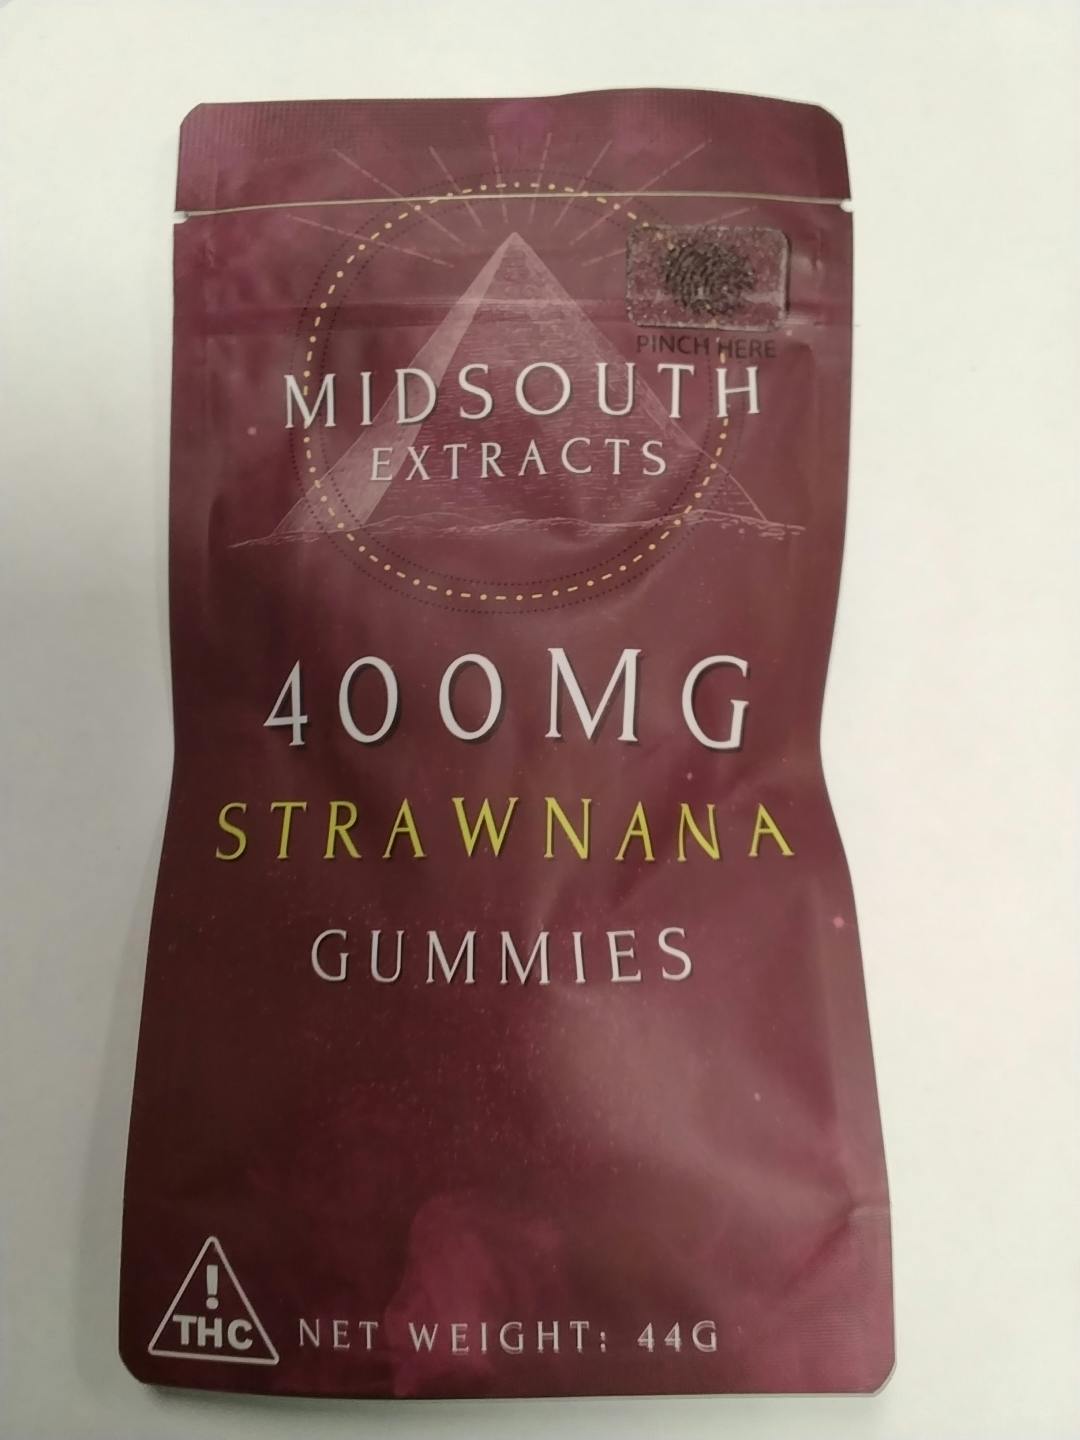 PINCH HERE
MIDSOUTH
EXTRACTS
400MG
STRAWNANA
GUMMIES
!
THC
NET WEIGHT: 44G